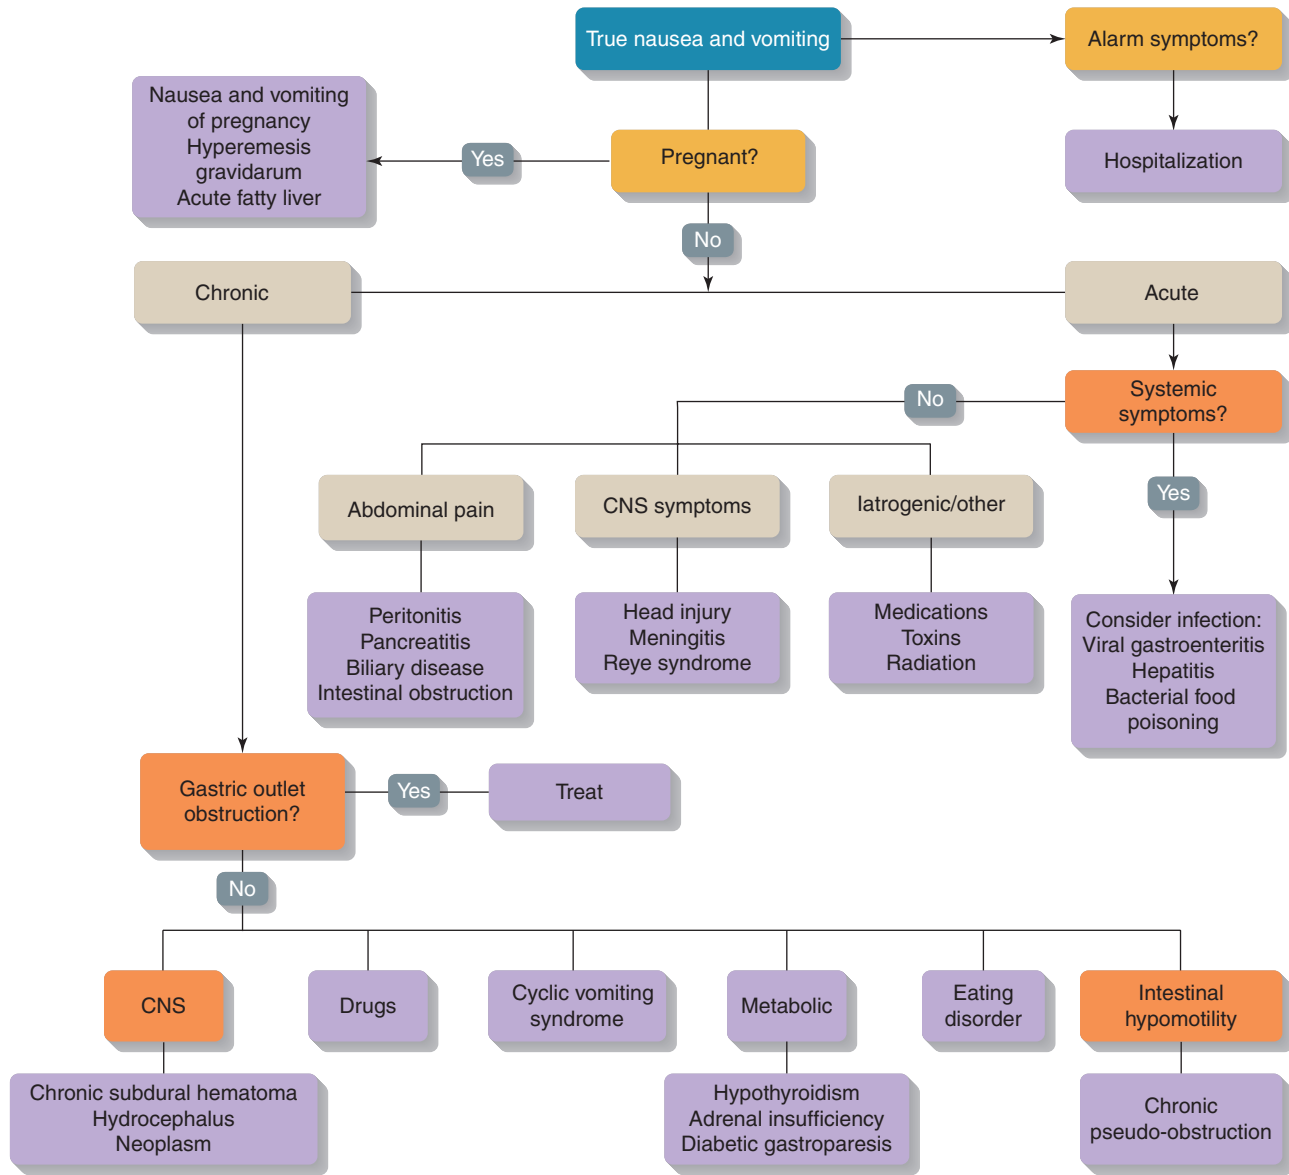 True nausea and vomiting
Alarm symptoms?
Nausea and vomiting
of pregnancy
Hyperemesis
gravidarum
Acute fatty liver
Yes
Pregnant?
Hospitalization
No
Chronic
Acute
No
Systemic
symptoms?
Abdominal pain
CNS symptoms
Iatrogenic/other
Yes
Peritonitis
Pancreatitis
Biliary disease
Intestinal obstruction
Head injury
Meningitis
Reye syndrome
Medications
Toxins
Radiation
Consider infection:
Viral gastroenteritis
Hepatitis
Bacterial food
poisoning
Gastric outlet
obstruction?
Yes
Treat
No
CNS
Drugs
Cyclic vomiting
syndrome
Metabolic
Eating
disorder
Intestinal
hypomotility
Chronic subdural hematoma
Hydrocephalus
Neoplasm
Hypothyroidism
Adrenal insufficiency
Diabetic gastroparesis
Chronic
pseudo-obstruction